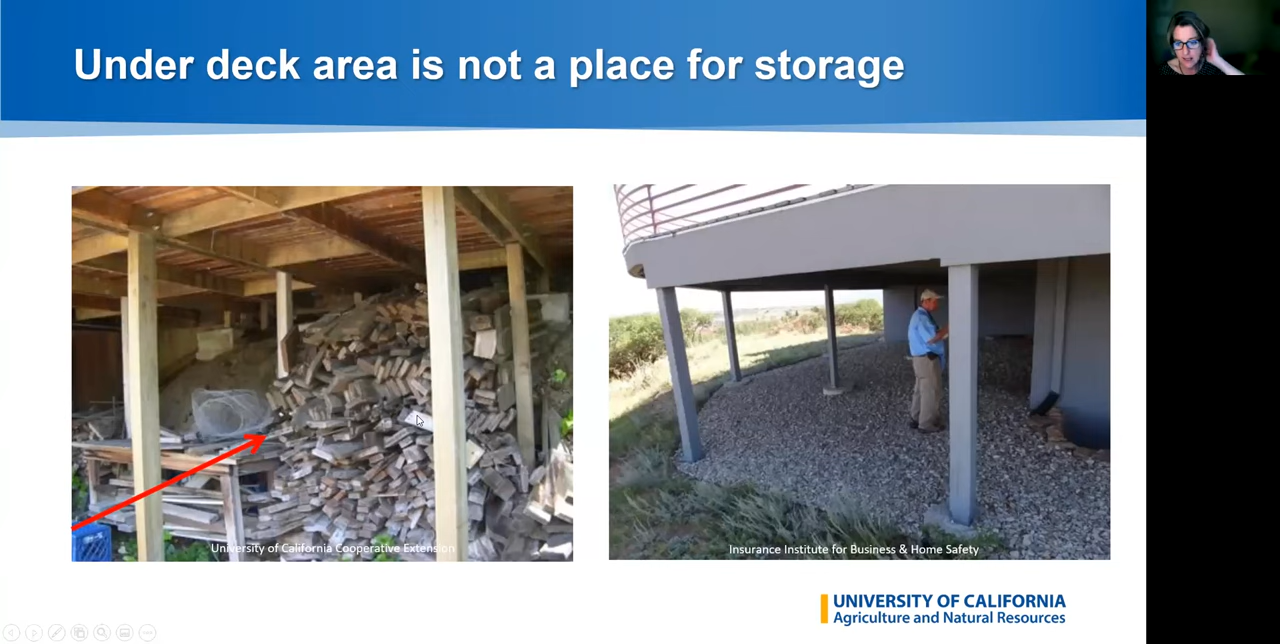 Under deck area is not a place for storage
University of California Cooperative Extension
Insurance Institute for Business & Home Safety
UNIVERSITY OF CALIFORNIA
Agriculture and Natural Resources